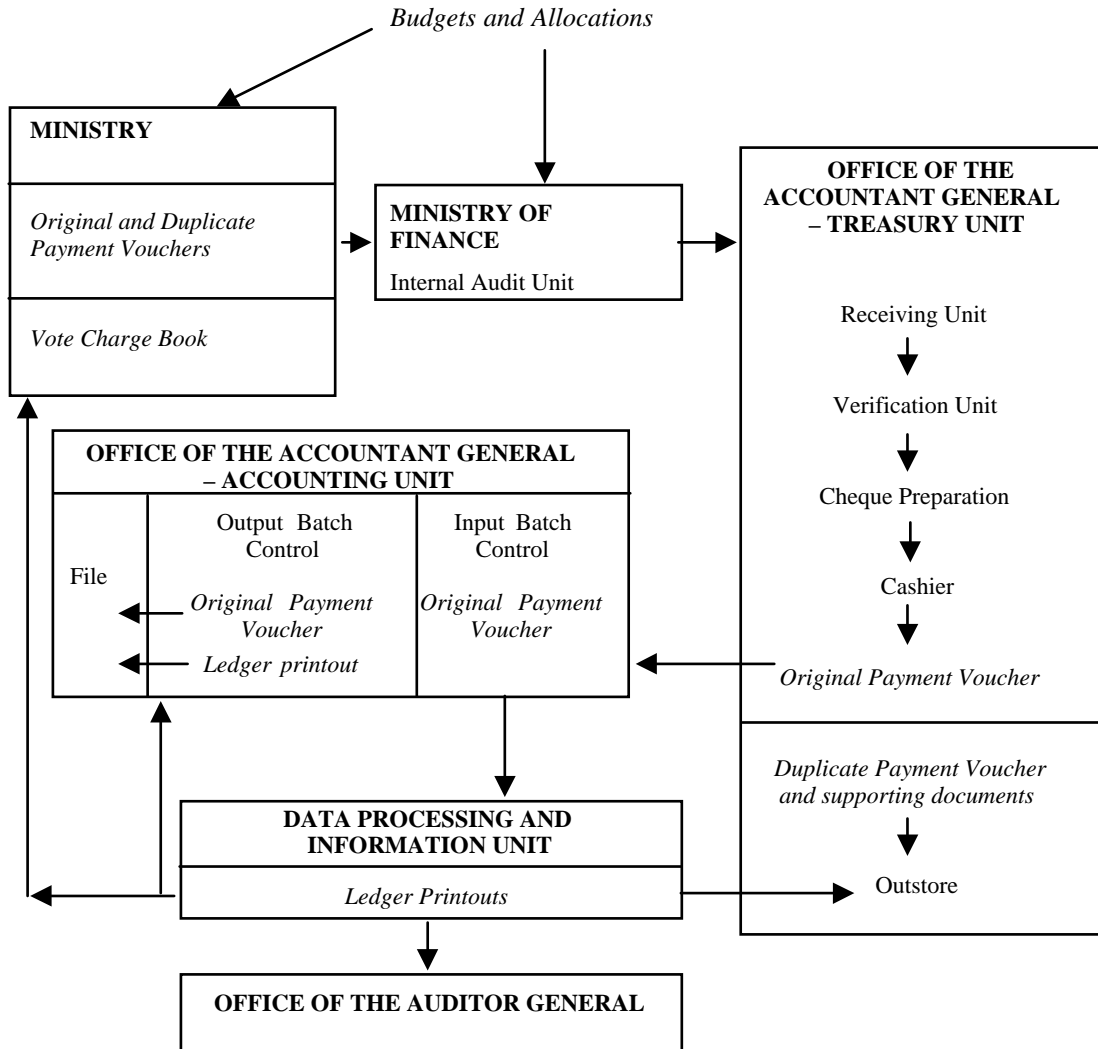 Budgets and Allocations
MINISTRY
Original and Duplicate
Payment Vouchers
Vote Charge Book
MINISTRY OF
FINANCE
Internal Audit Unit
OFFICE OF THE
ACCOUNTANT GENERAL
– TREASURY UNIT
Receiving Unit
Verification Unit
Cheque Preparation
Cashier
Original Payment Voucher
Duplicate Payment Voucher
and supporting documents
Outstore
OFFICE OF THE ACCOUNTANT GENERAL
– ACCOUNTING UNIT
File
Output Batch
Control
Original Payment
Voucher
Ledger printout
Input Batch
Control
Original Payment
Voucher
DATA PROCESSING AND
INFORMATION UNIT
Ledger Printouts
OFFICE OF THE AUDITOR GENERAL